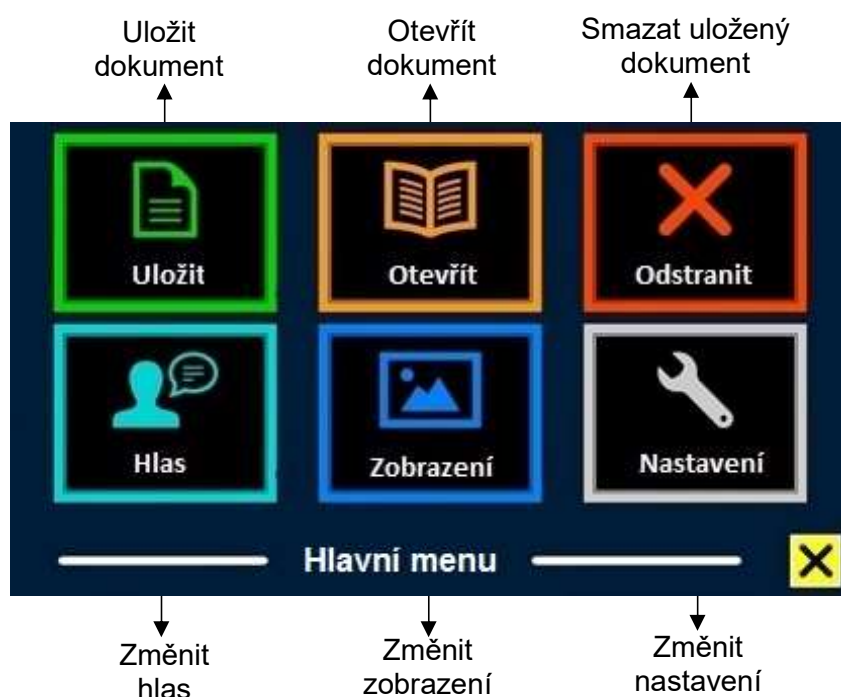 Uložit
dokument
Otevřít
dokument
Smazat uložený
dokument
Uložit
Otevřít
Odstranit
Hlas
Zobrazení
Nastavení
Hlavní menu
Změnit
hlas
Změnit
zobrazení
Změnit
nastavení